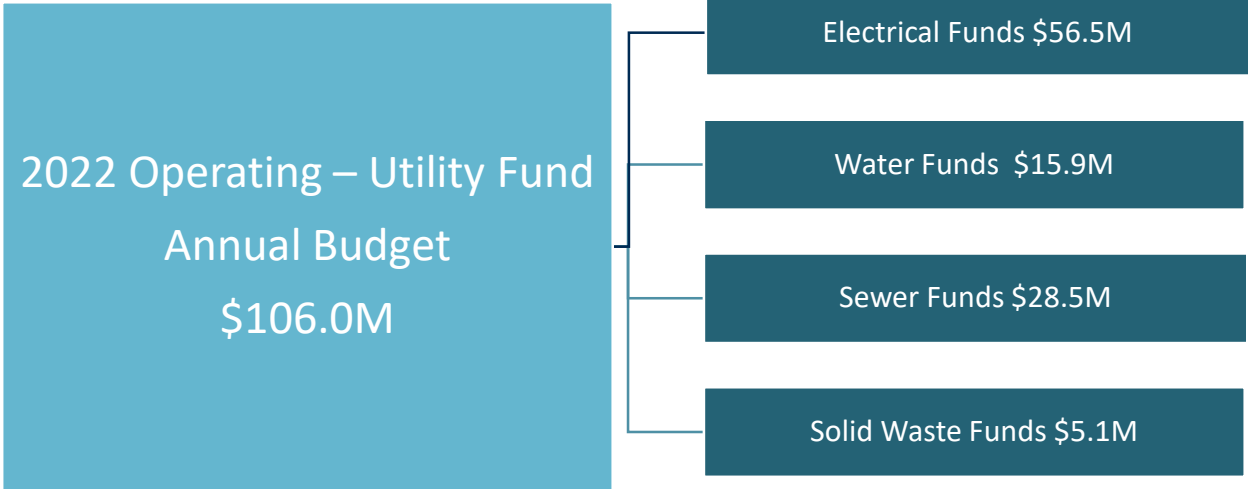 2022 Operating – Utility Fund
Annual Budget
$106.0M
Electrical Funds $56.5M
Water Funds  $15.9M
Sewer Funds $28.5M
Solid Waste Funds $5.1M